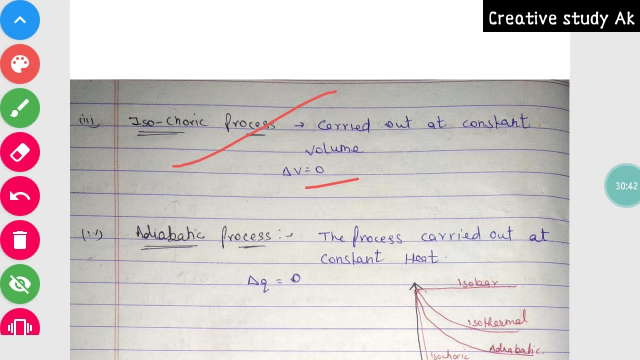 Creative study Ak
(iii) Iso-Choric Process → Carried out at constant
volume
ΔV=0
30:42
(iv) Adiabatic Process :- The Process carried out at
constant Heat.
Δq = 0
Isobar
Isothermal
Adiabatic
Isochoric